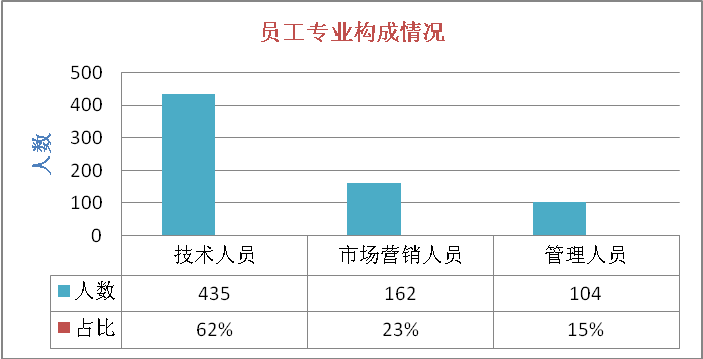 员工专业构成情况
人数
500
400
300
200
100
0
技术人员 市场营销人员 管理人员
人数 435 162 104
占比 62% 23% 15%